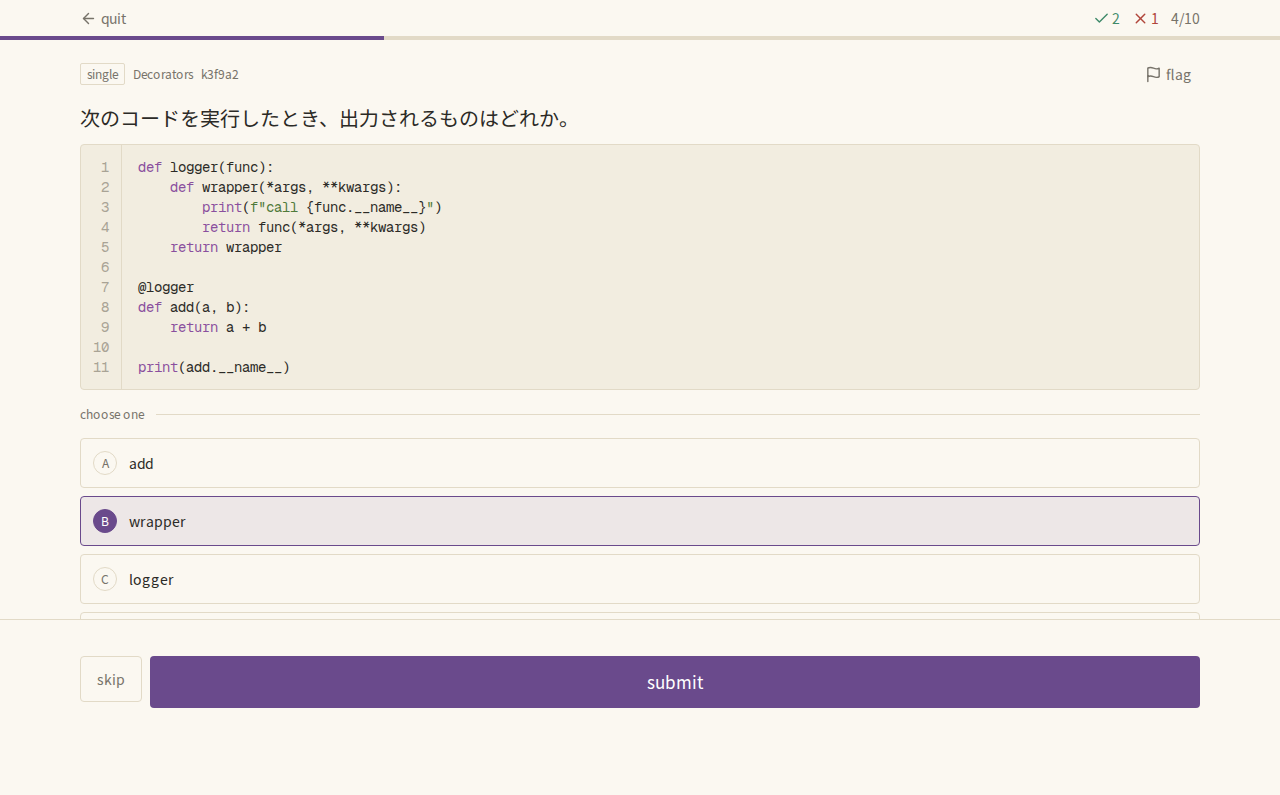 quit
2 1 4/10
single Decorators k3f9a2
flag
次のコードを実行したとき、出力されるものはどれか。
1 def logger(func):
2     def wrapper(*args, **kwargs):
3         print(f"call {func.__name__}")
4         return func(*args, **kwargs)
5     return wrapper
6
7 @logger
8 def add(a, b):
9     return a + b
10
11 print(add.__name__)
choose one
A add
B wrapper
C logger
skip
submit